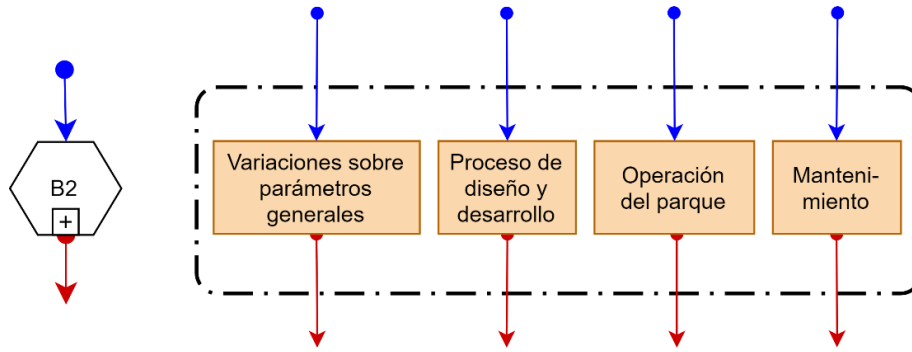 B2
+
Variaciones sobre
parámetros
generales
Proceso de
diseño y
desarrollo
Operación
del parque
Manteni-
miento